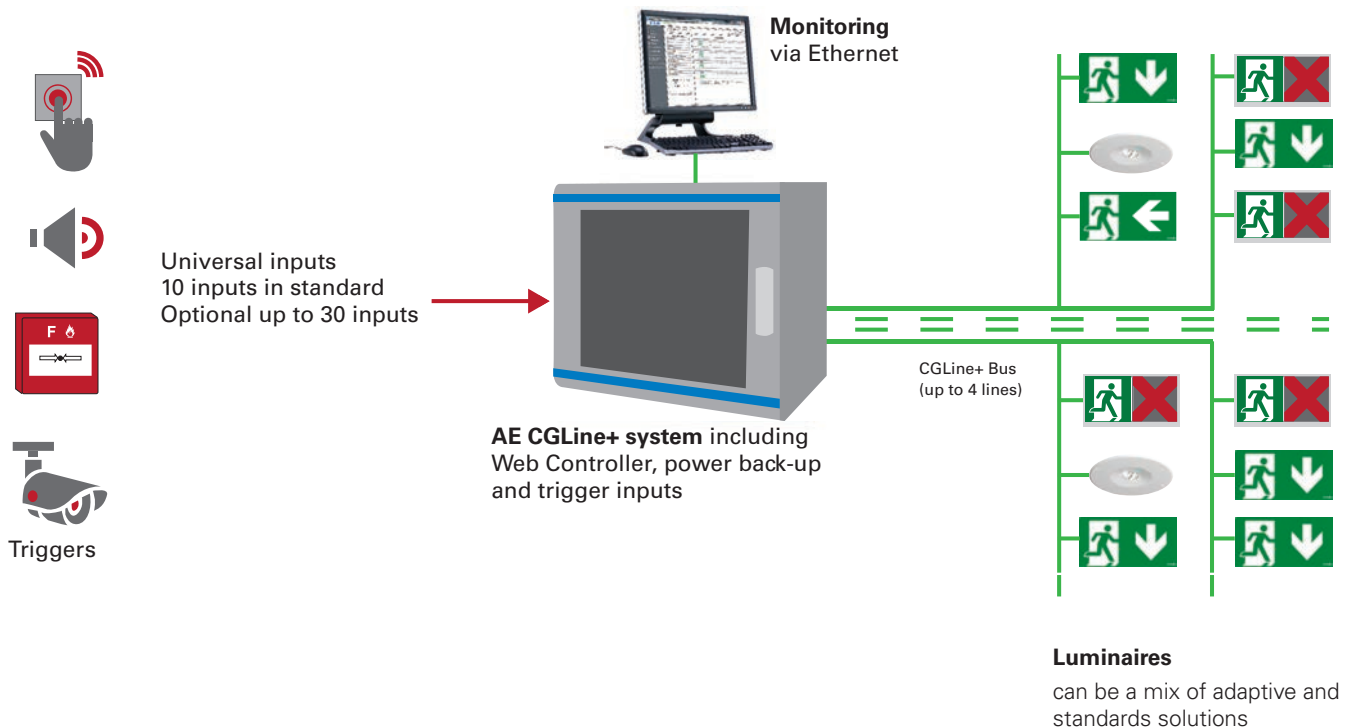 Monitoring
via Ethernet
Universal inputs
10 inputs in standard
Optional up to 30 inputs
F
CGLine+ Bus
(up to 4 lines)
AE CGLine+ system including
Web Controller, power back-up
and trigger inputs
Triggers
Luminaires
can be a mix of adaptive and
standards solutions